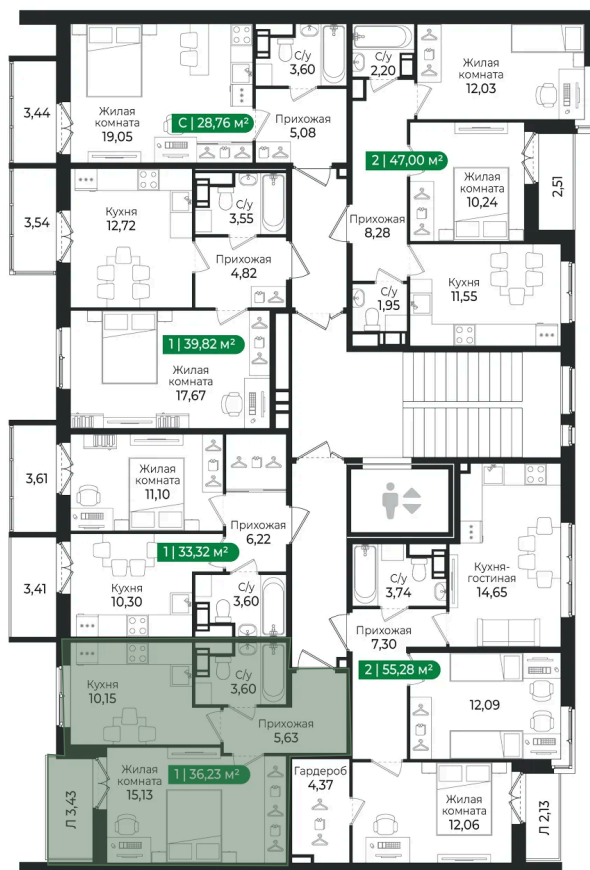 3,44
Жилая
комната
19,05
С | 28,76 м²
С/у
3,60
Прихожая
5,08
С/у
2,20
Жилая
комната
12,03
2 | 47,00 м²
Жилая
комната
10,24
2,51
3,54
Кухня
12,72
С/у
3,55
Прихожая
4,82
Прихожая
8,28
С/у
1,95
Кухня
11,55
1 | 39,82 м²
Жилая
комната
17,67
3,61
Жилая
комната
11,10
Прихожая
6,22
1 | 33,32 м²
3,41
Кухня
10,30
С/у
3,60
С/у
3,74
Кухня-
гостиная
14,65
Прихожая
7,30
2 | 55,28 м²
12,09
Кухня
10,15
С/у
3,60
Прихожая
5,63
Л 3,43
Жилая
комната
15,13
1 | 36,23 м²
Гардероб
4,37
Жилая
комната
12,06
Л 2,13